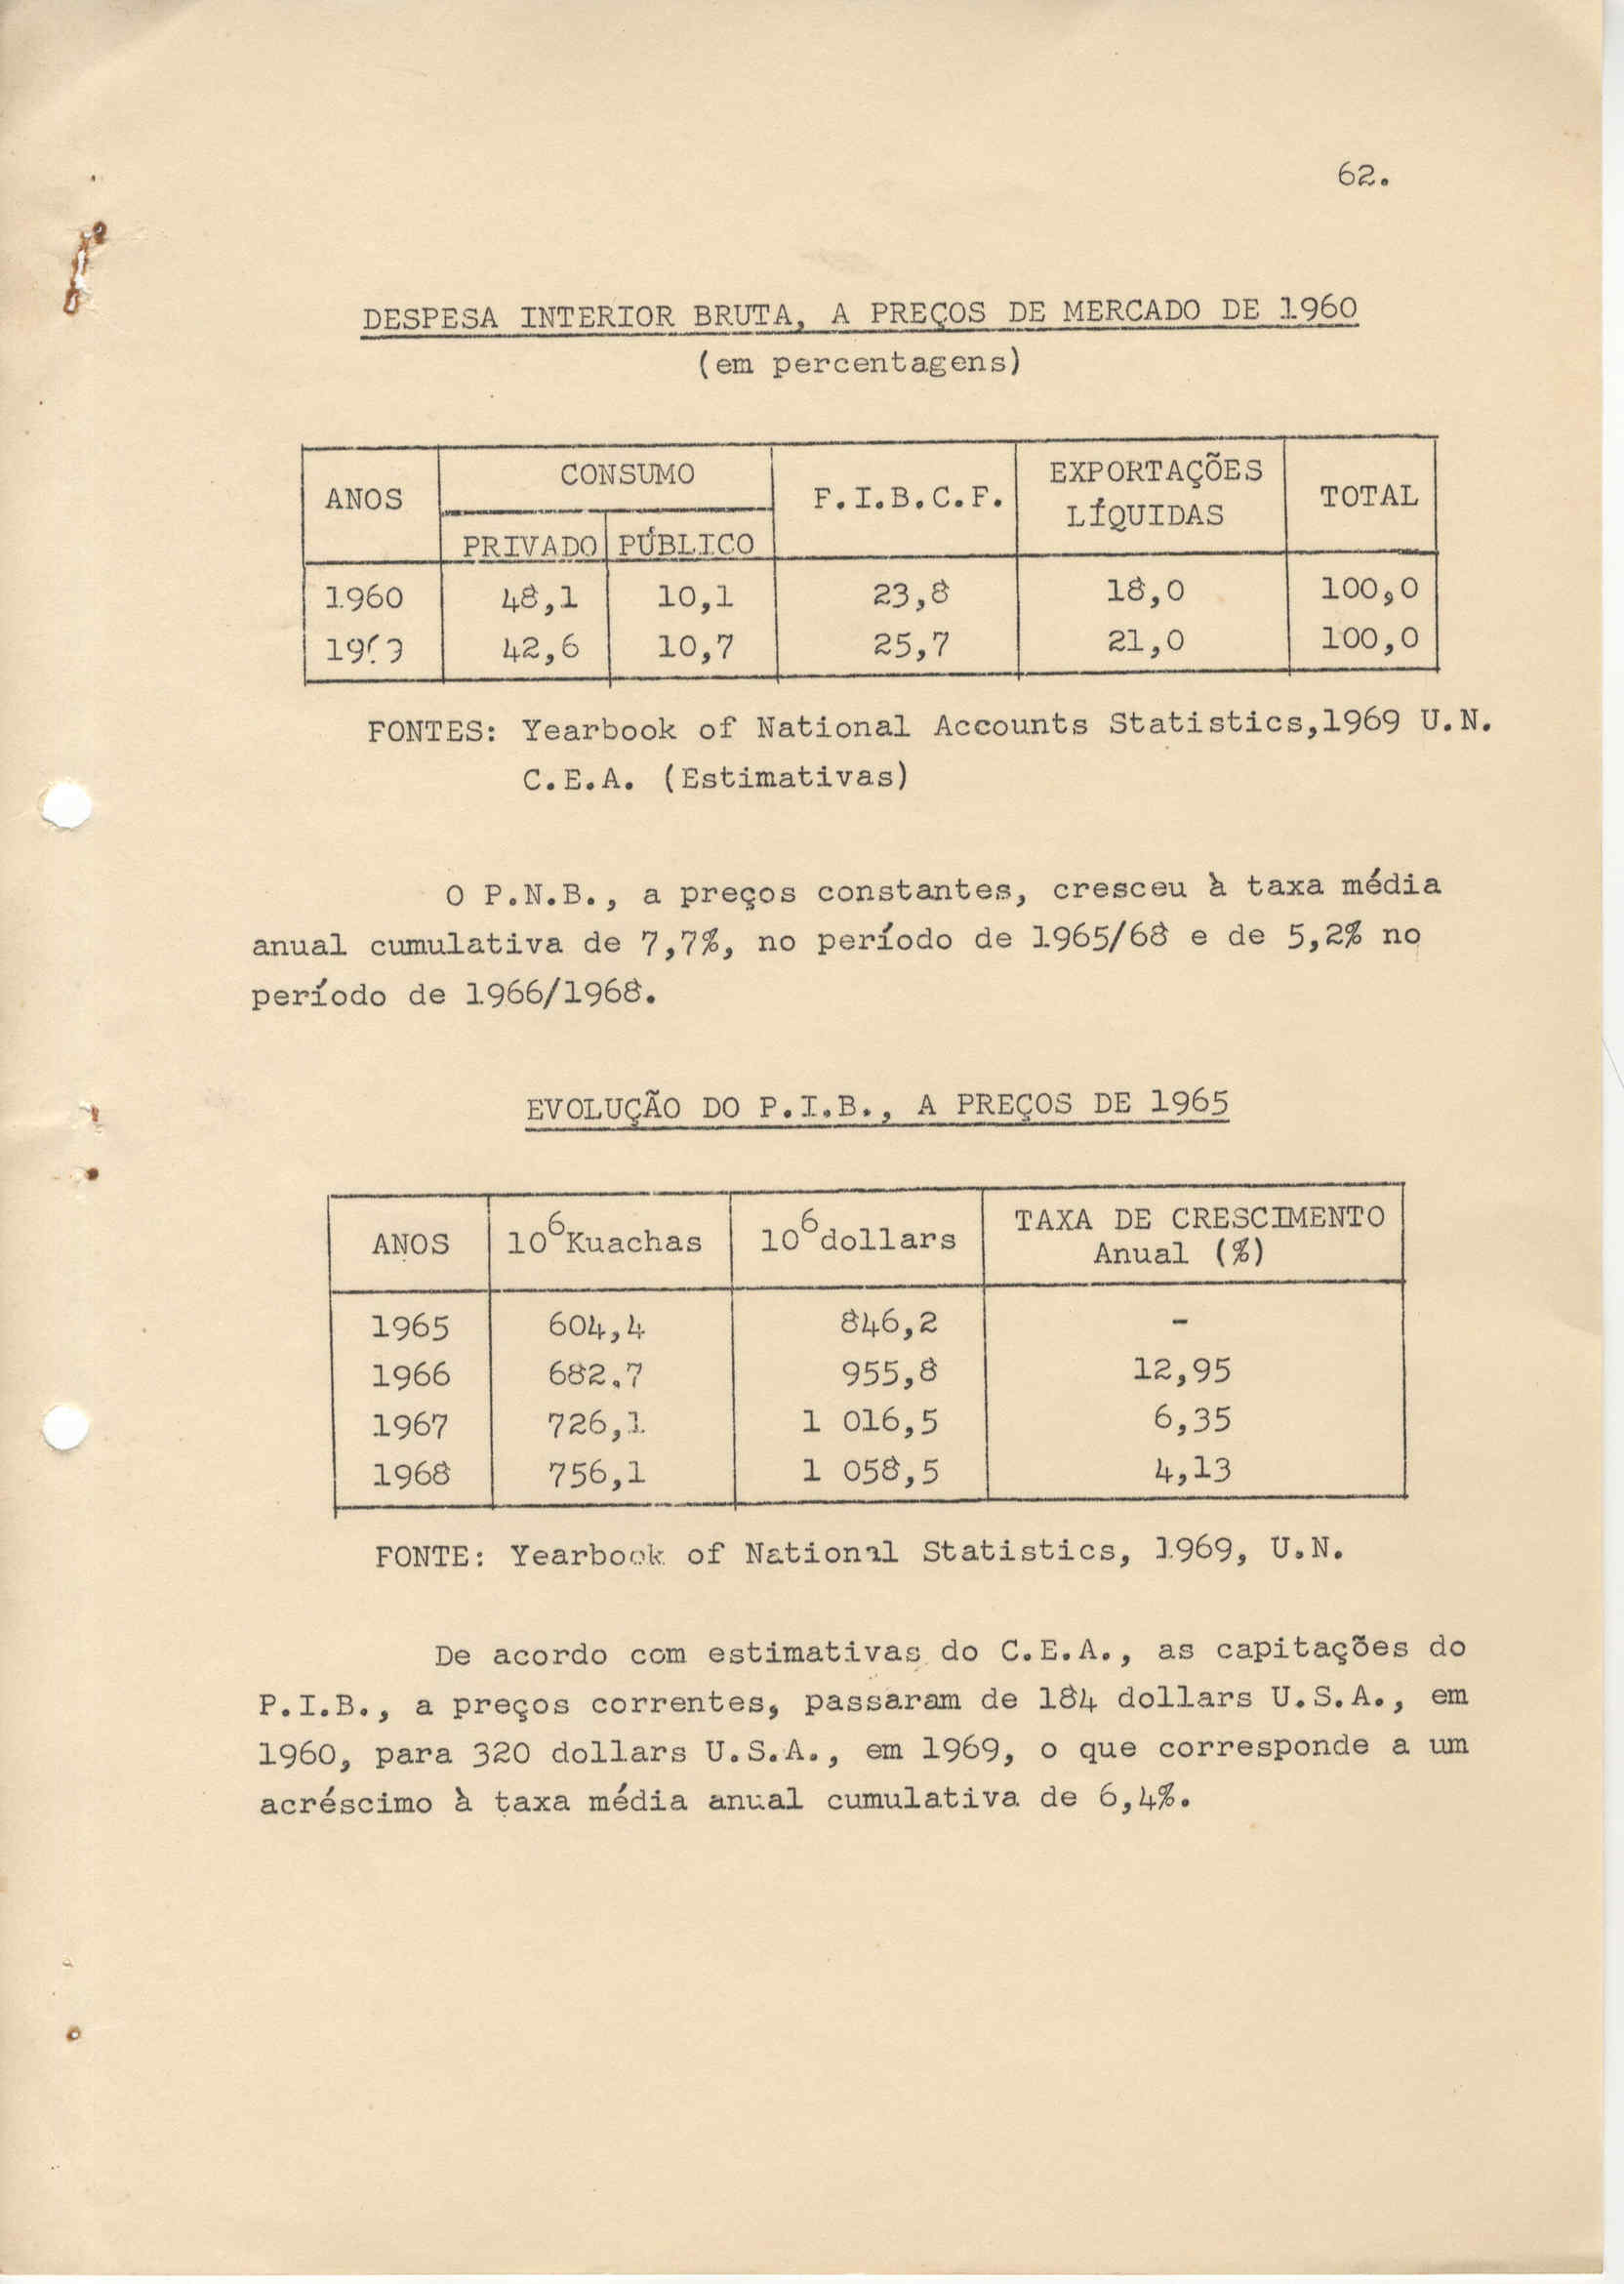 62.
DESPESA INTERIOR BRUTA, A PREÇOS DE MERCADO DE 1960
(em percentagens)
ANOS CONSUMO F.I.B.C.F. EXPORTAÇÕES LÍQUIDAS TOTAL
PRIVADO PÚBLICO
1960 48,1 10,1 23,8 18,0 100,0
42,6 10,7 25,7 21,0 100,0
FONTES: Yearbook of National Accounts Statistics,1969 U.N.
C.E.A. (Estimativas)
O P.N.B., a preços constantes, cresceu à taxa média
anual cumulativa de 7,7%, no período de 1965/68 e de 5,2% no
período de 1966/1968.
EVOLUÇÃO DO P.I.B., A PREÇOS DE 1965
ANOS 10⁶Kuachas 10⁶dollars TAXA DE CRESCIMENTO
Anual (%)
1965 604,4 846,2 -
1966 682,7 955,8 12,95
1967 726,1 1 016,5 6,35
1968 756,1 1 058,5 4,13
FONTE: Yearbook of National Statistics, 1969, U.N.
De acordo com estimativas do C.E.A., as capitações do
P.I.B., a preços correntes, passaram de 184 dollars U.S.A., em
1960, para 320 dollars U.S.A., em 1969, o que corresponde a um
acréscimo à taxa média anual cumulativa de 6,4%.